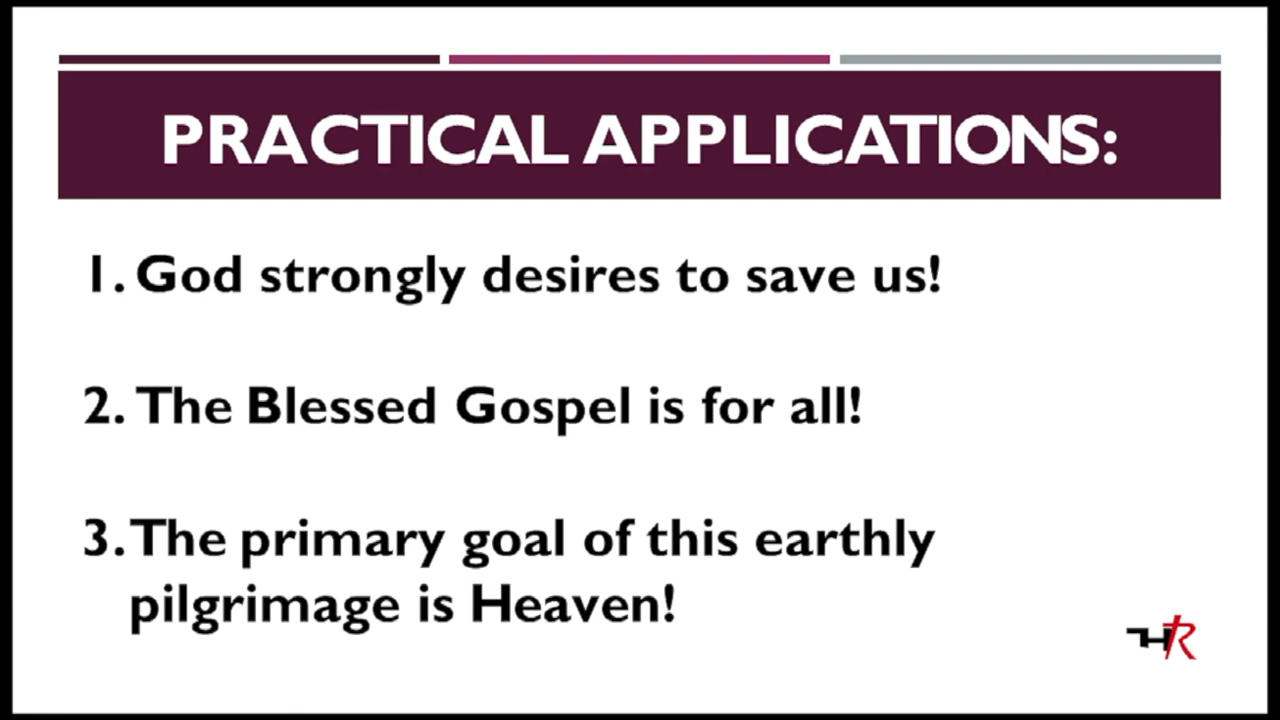 PRACTICAL APPLICATIONS:
1. God strongly desires to save us!
2. The Blessed Gospel is for all!
3. The primary goal of this earthly
pilgrimage is Heaven!